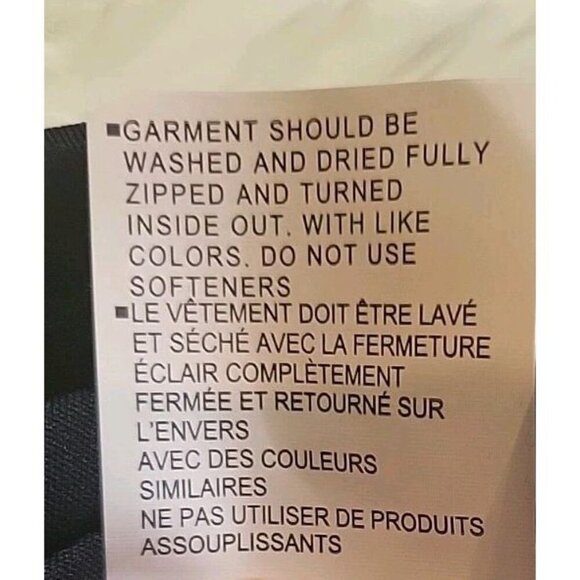 ■GARMENT SHOULD BE
WASHED AND DRIED FULLY
ZIPPED AND TURNED
INSIDE OUT. WITH LIKE
COLORS. DO NOT USE
SOFTENERS
■LE VÊTEMENT DOIT ÊTRE LAVÉ
ET SÉCHÉ AVEC LA FERMETURE
ÉCLAIR COMPLÈTEMENT
FERMÉE ET RETOURNÉ SUR
L'ENVERS
AVEC DES COULEURS
SIMILAIRES
NE PAS UTILISER DE PRODUITS
ASSOUPLISSANTS